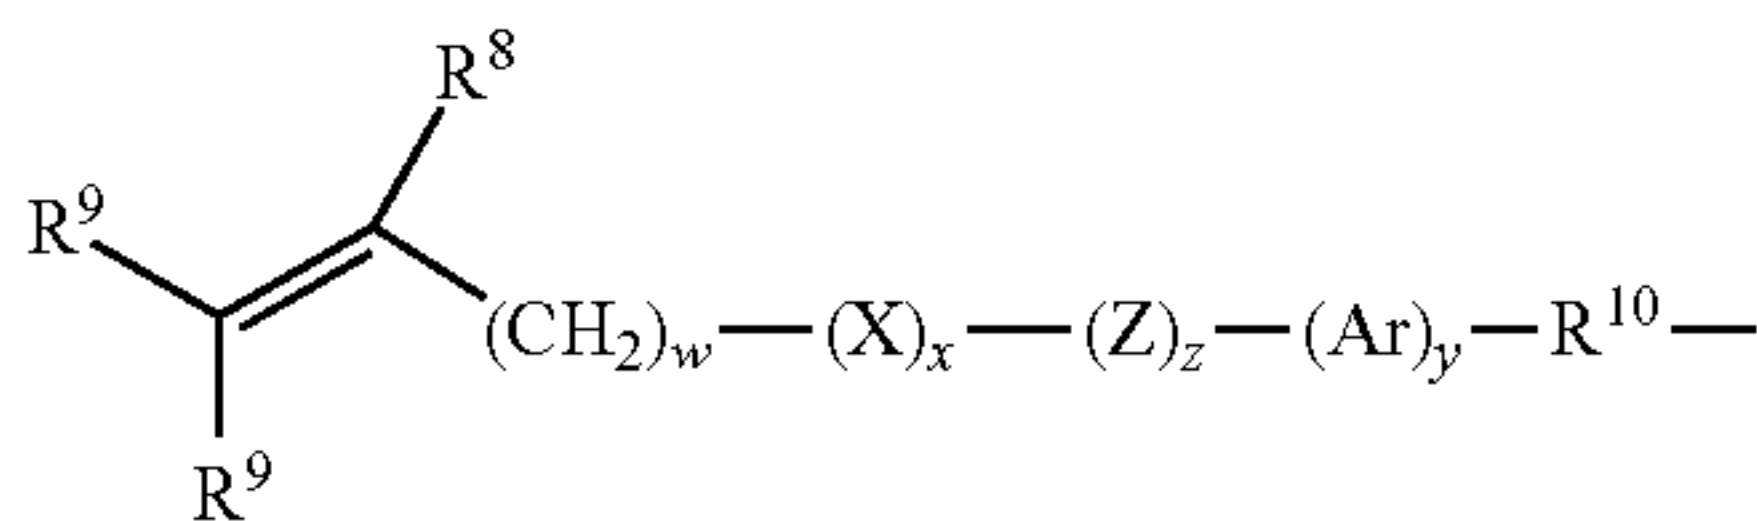 R⁸
R⁹
(CH₂)w—(X)x—(Z)z—(Ar)y—R¹⁰—
R⁹